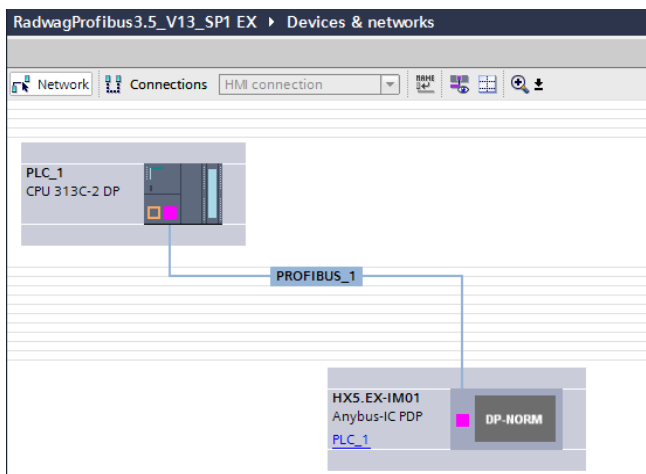 RadwagProfibus3.5_V13_SP1 EX ▸ Devices & networks
Network Connections HMI connection
PLC_1
CPU 313C-2 DP
PROFIBUS_1
HX5.EX-IM01
Anybus-IC PDP
PLC_1
DP-NORM